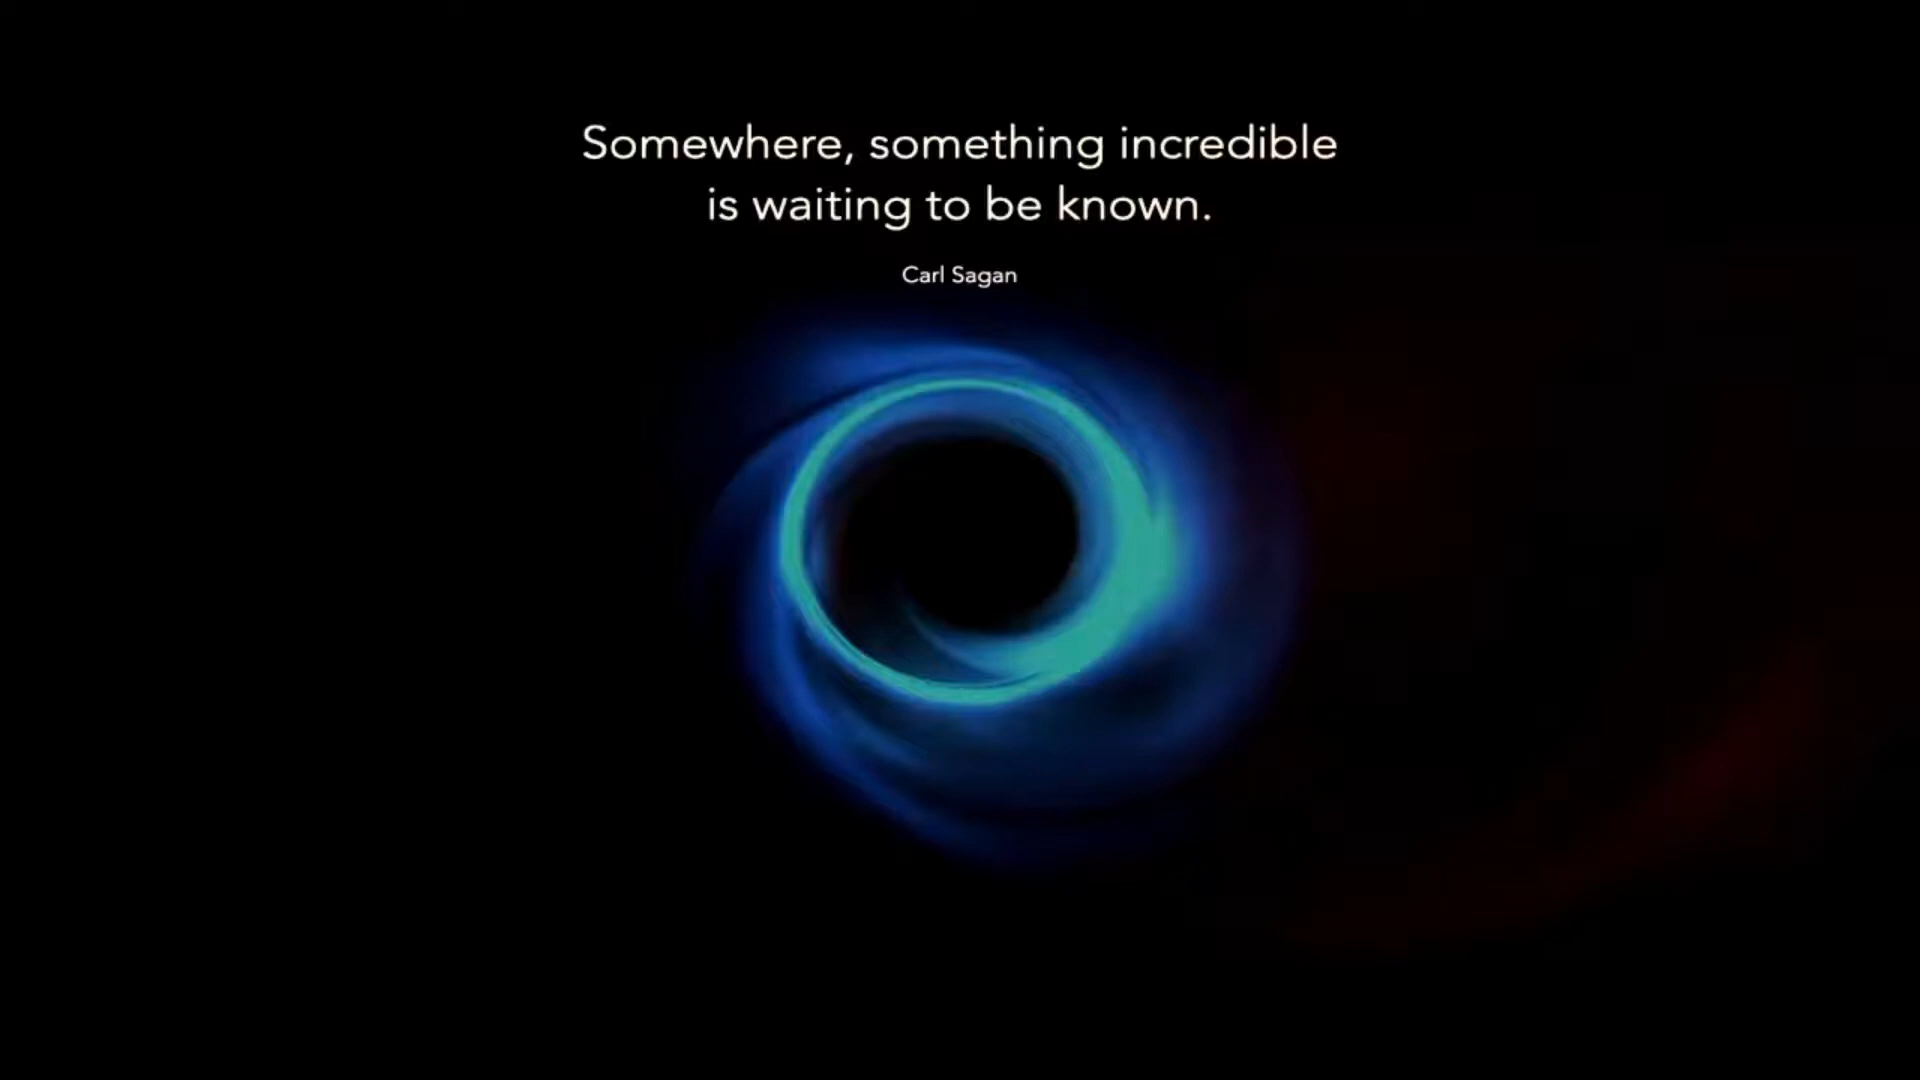 Somewhere, something incredible
is waiting to be known.
Carl Sagan